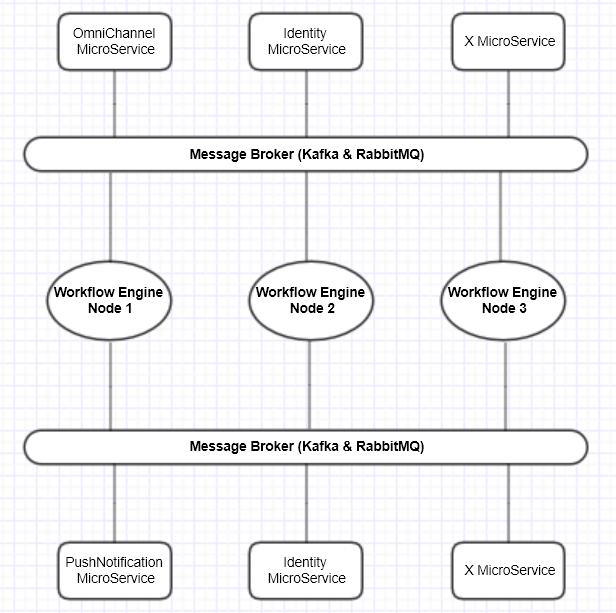 OmniChannel
MicroService
Identity
MicroService
X MicroService
Message Broker (Kafka & RabbitMQ)
Workflow Engine
Node 1
Workflow Engine
Node 2
Workflow Engine
Node 3
Message Broker (Kafka & RabbitMQ)
PushNotification
MicroService
Identity
MicroService
X MicroService